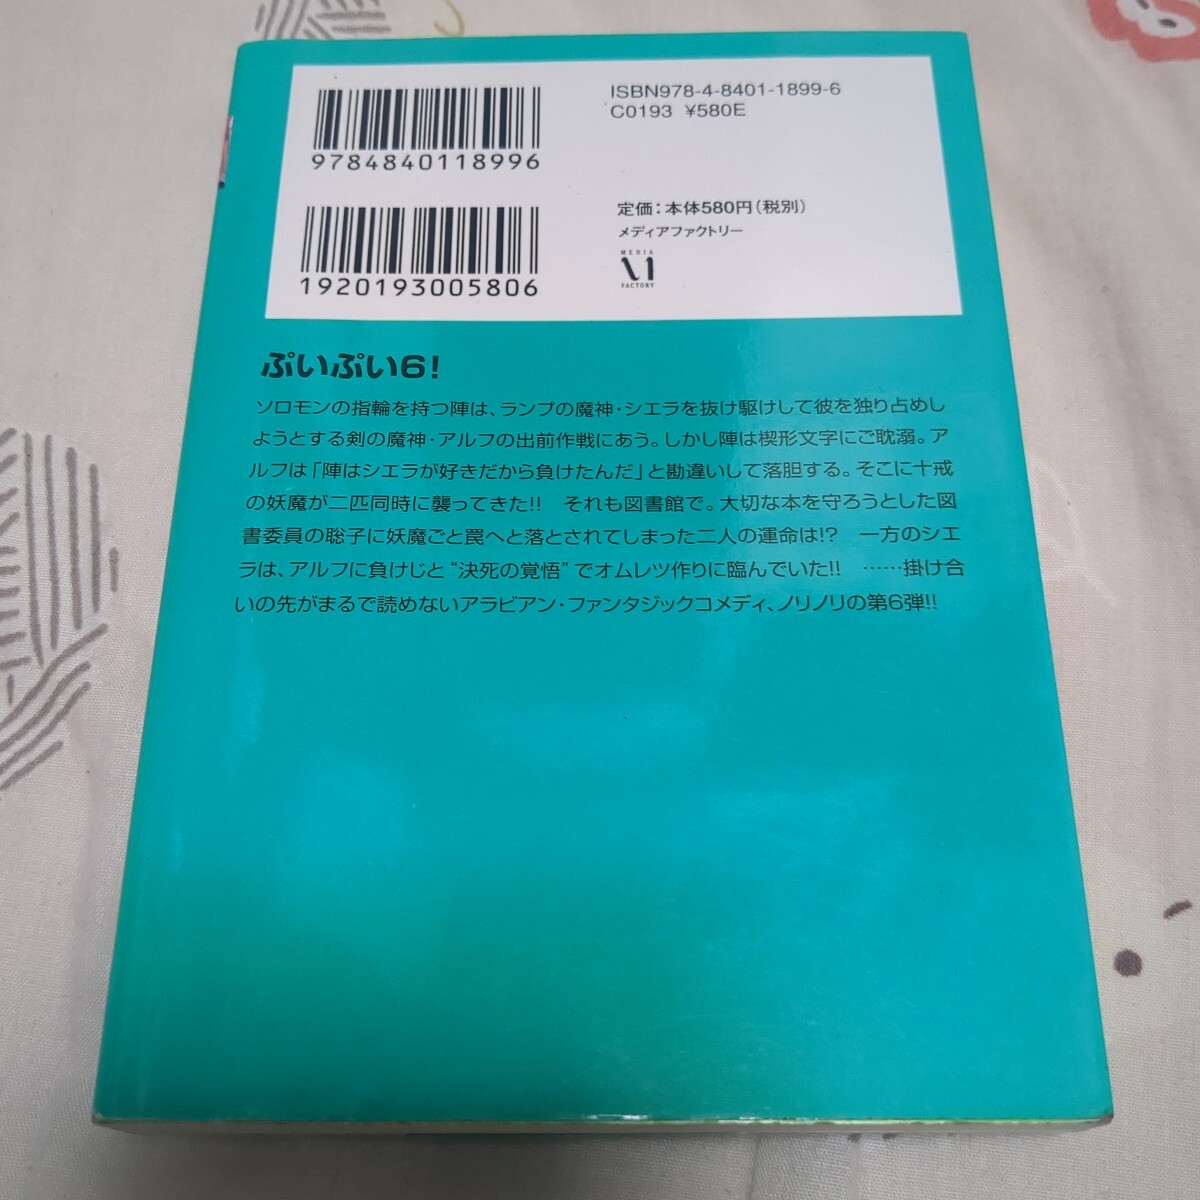 ISBN978-4-8401-1899-6
C0193 ¥580E
9784840118996
定価:本体580円(税別)
メディアファクトリー
MEDIA
FACTORY
1920193005806
ぷいぷい6!
ソロモンの指輪を持つ陣は、ランプの魔神・シエラを抜け駆けして彼を独り占めし
ようとする剣の魔神・アルフの出前作戦にあう。しかし陣は楔形文字にご耽溺。ア
ルフは「陣はシエラが好きだから負けたんだ」と勘違いして落胆する。そこに十戒
の妖魔が二匹同時に襲ってきた!! それも図書館で。大切な本を守ろうとした図
書委員の聡子に妖魔ごと罠へと落とされてしまった二人の運命は!? 一方のシエ
ラは、アルフに負けじと“決死の覚悟”でオムレツ作りに臨んでいた!! ……掛け合
いの先がまるで読めないアラビアン・ファンタジックコメディ、ノリノリの第6弾!!